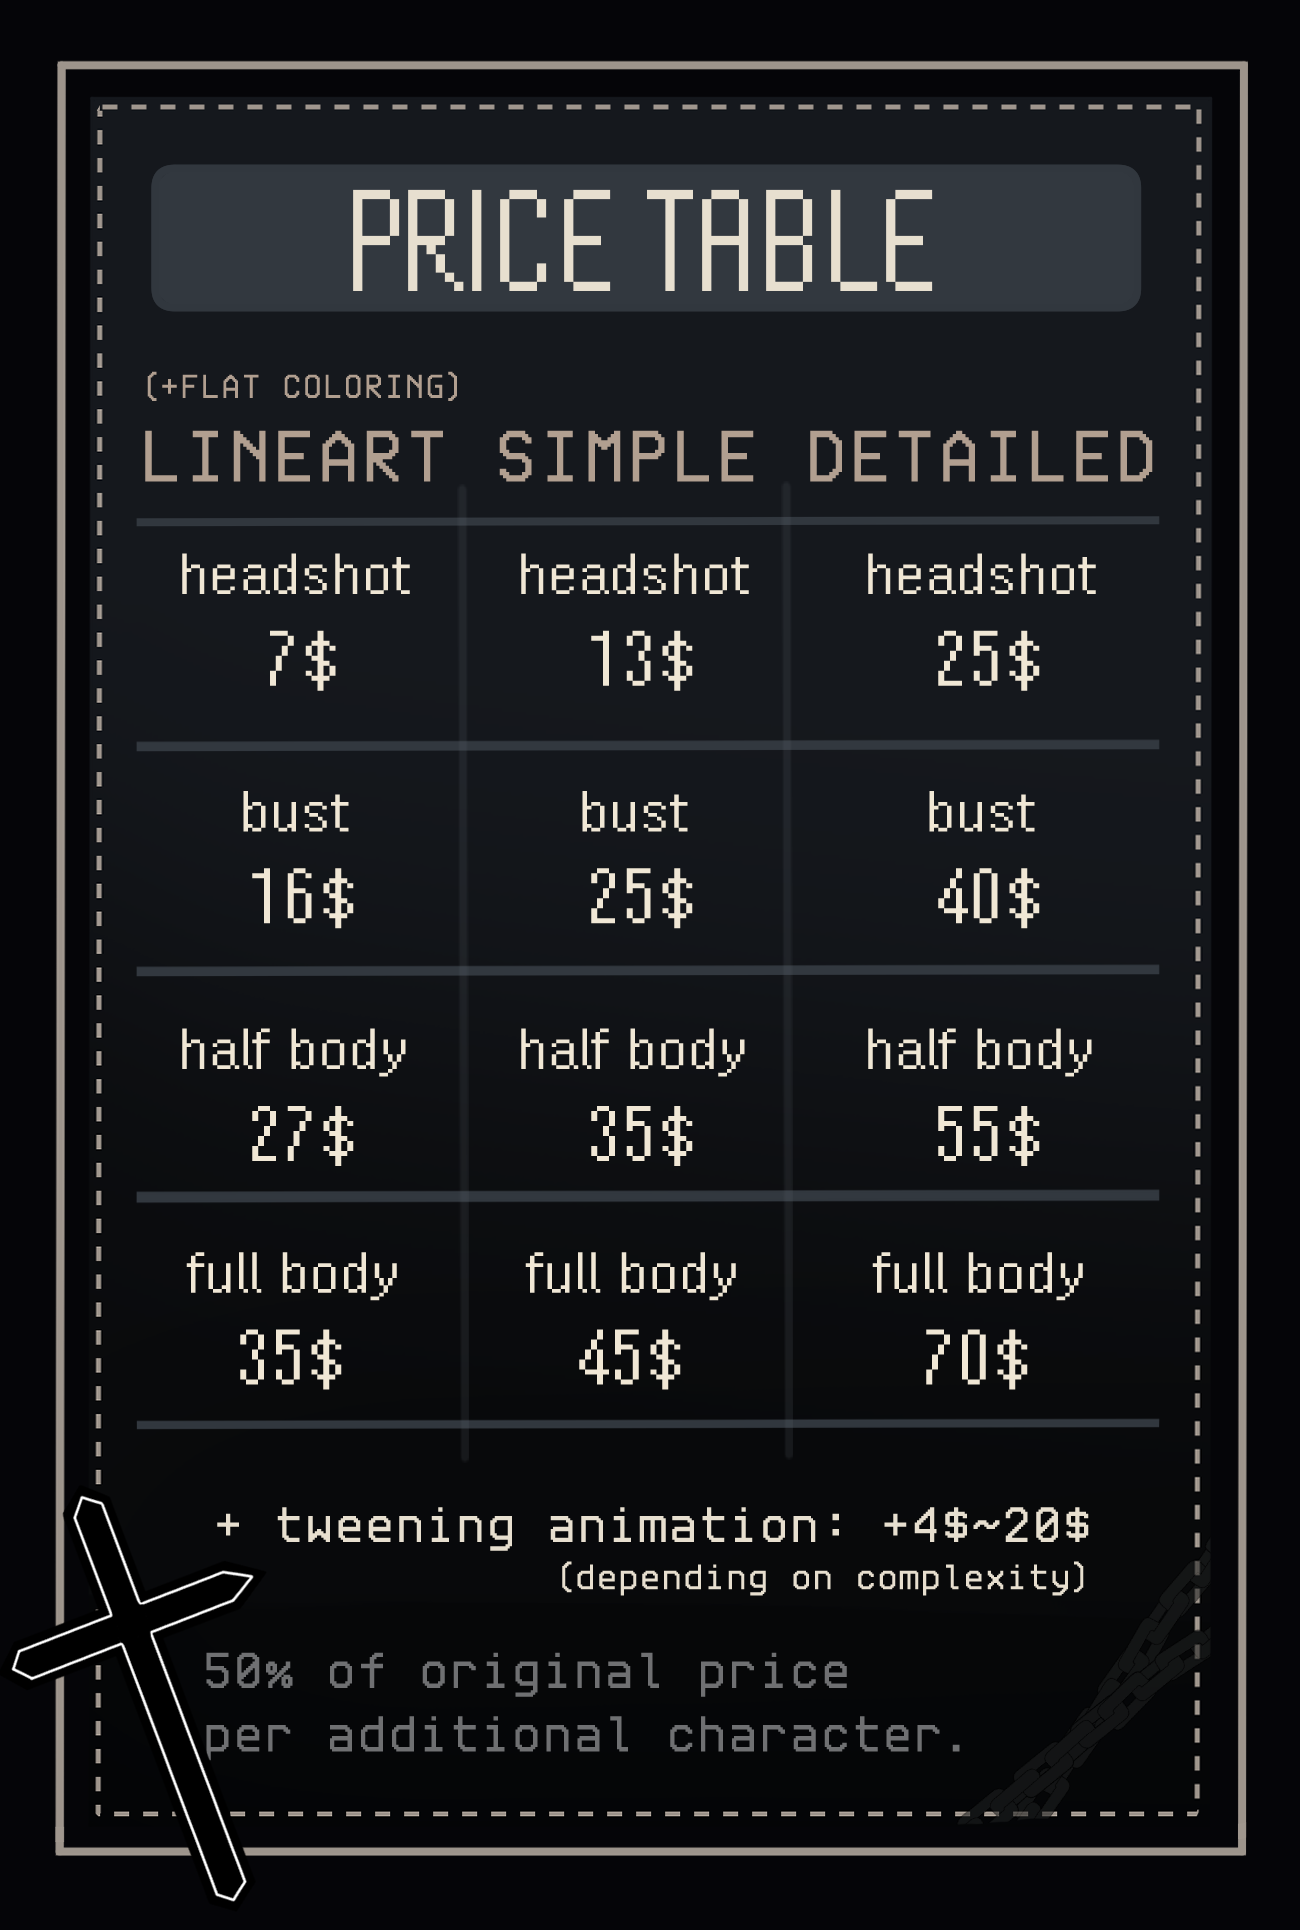 PRICE TABLE
(+FLAT COLORING)
LINEART SIMPLE DETAILED
headshot headshot headshot
7$ 13$ 25$
bust bust bust
16$ 25$ 40$
half body half body half body
27$ 35$ 55$
full body full body full body
35$ 45$ 70$
+ tweening animation: +4$~20$
(depending on complexity)
50% of original price
per additional character.